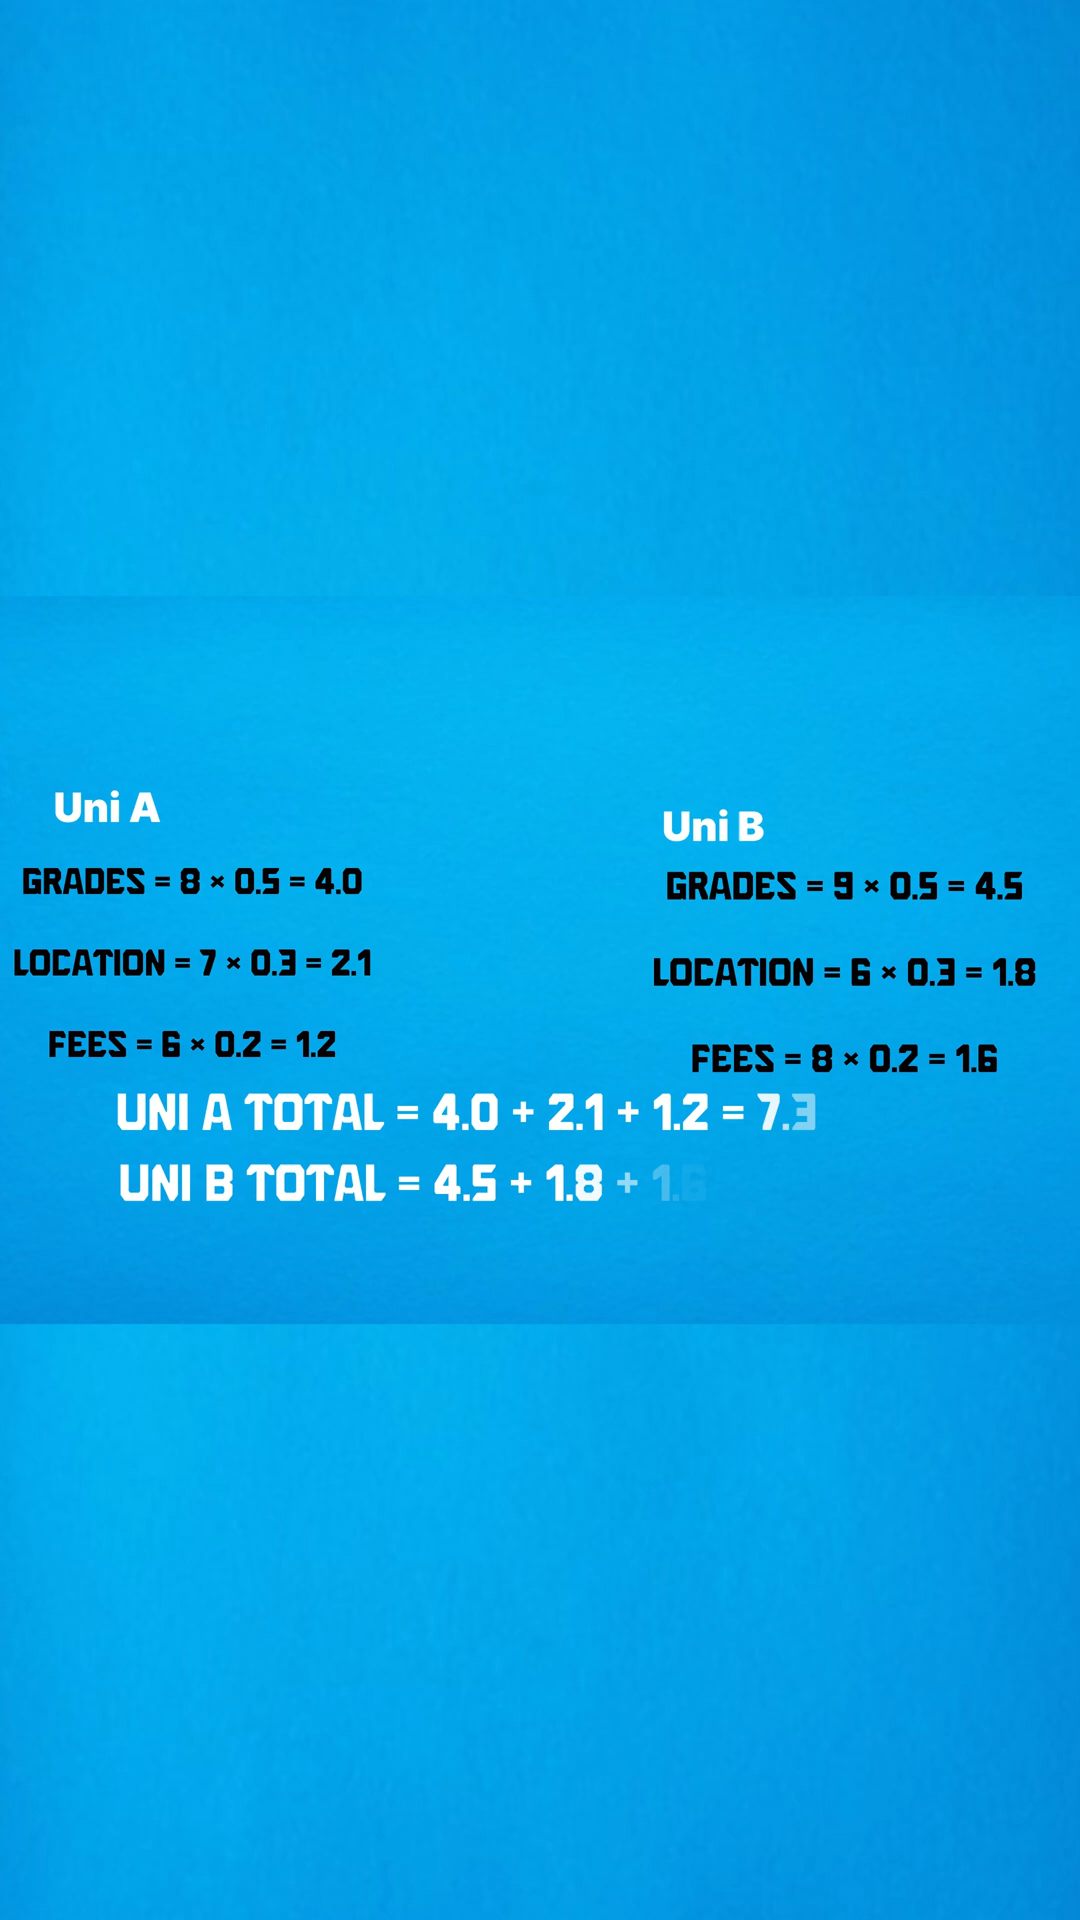 Uni A
GRADES = 8 × 0.5 = 4.0
LOCATION = 7 × 0.3 = 2.1
FEES = 6 × 0.2 = 1.2
Uni B
GRADES = 9 × 0.5 = 4.5
LOCATION = 6 × 0.3 = 1.8
FEES = 8 × 0.2 = 1.6
UNI A TOTAL = 4.0 + 2.1 + 1.2 = 7.3
UNI B TOTAL = 4.5 + 1.8 + 1.6